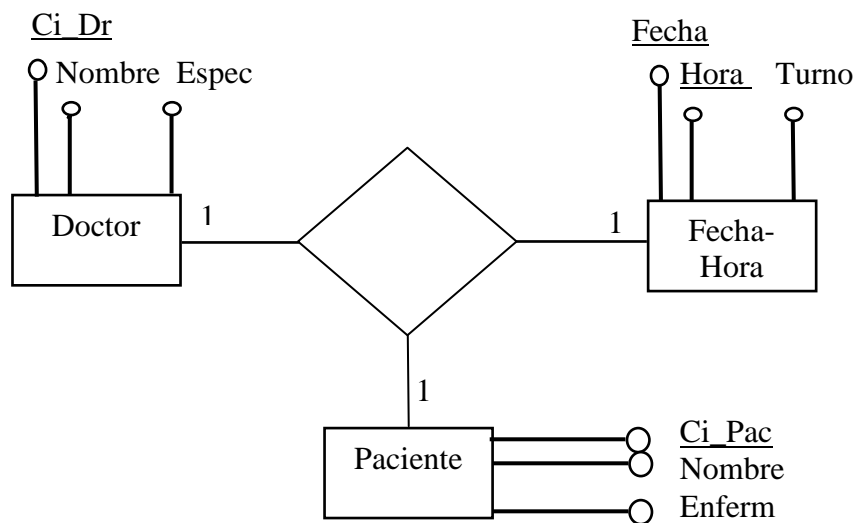 Ci_Dr
Nombre Espec
Fecha
Hora Turno
Doctor
1
1
Fecha-
Hora
1
Paciente
Ci_Pac
Nombre
Enferm